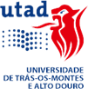 utad
UNIVERSIDADE
DE TRÁS-OS-MONTES
E ALTO DOURO